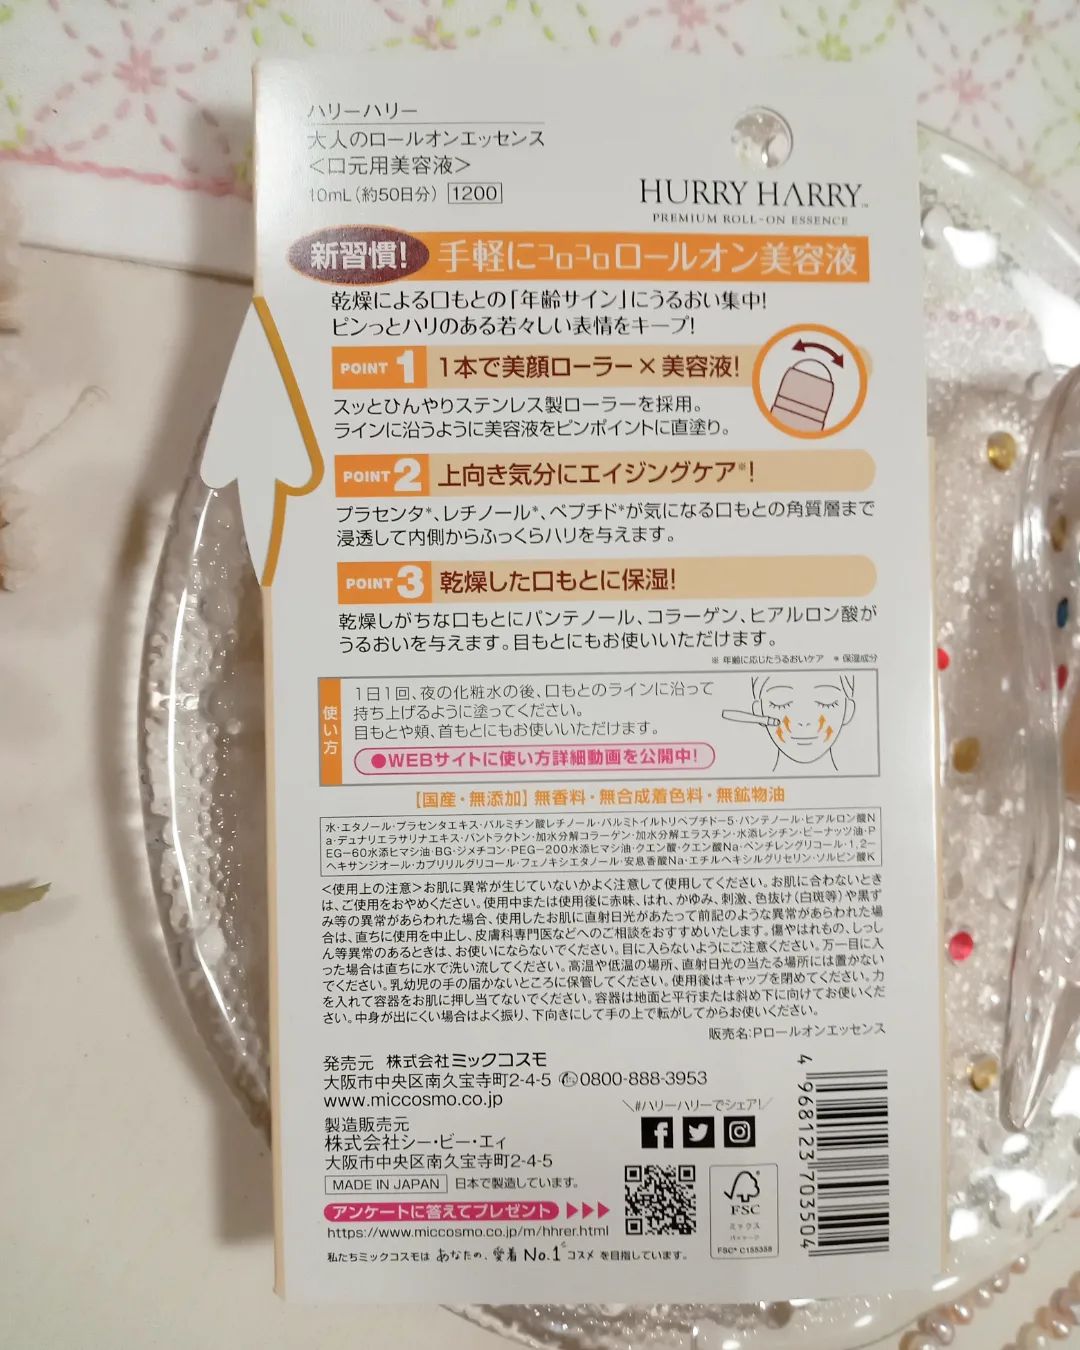 ハリーハリー
大人のロールオンエッセンス
＜口元用美容液＞
10mL（約50日分） 1200
HURRY HARRY™
PREMIUM ROLL-ON ESSENCE
新習慣! 手軽にコロコロロールオン美容液
乾燥による口もとの「年齢サイン」にうるおい集中!
ピンっとハリのある若々しい表情をキープ!
POINT 1 1本で美顔ローラー×美容液!
スッとひんやりステンレス製ローラーを採用。
ラインに沿うように美容液をピンポイントに直塗り。
POINT 2 上向き気分にエイジングケア※!
プラセンタ*、レチノール*、ペプチド*が気になる口もとの角質層まで
浸透して内側からふっくらハリを与えます。
POINT 3 乾燥した口もとに保湿!
乾燥しがちな口もとにパンテノール、コラーゲン、ヒアルロン酸が
うるおいを与えます。目もとにもお使いいただけます。
※ 年齢に応じたうるおいケア ＊ 保湿成分
使い方
1日1回、夜の化粧水の後、口もとのラインに沿って
持ち上げるように塗ってください。
目もとや頬、首もとにもお使いいただけます。
●WEBサイトに使い方詳細動画を公開中!
【国産・無添加】無香料・無合成着色料・無鉱物油
水・エタノール・プラセンタエキス・パルミチン酸レチノール・パルミトイルトリペプチド-5・パンテノール・ヒアルロン酸N
a・デュナリエラサリナエキス・パントラクトン・加水分解コラーゲン・加水分解エラスチン・水添レシチン・ピーナッツ油・P
EG-60水添ヒマシ油・BG・ジメチコン・PEG-200水添ヒマシ油・クエン酸・クエン酸Na・ペンチレングリコール・1,2-
ヘキサンジオール・カプリリルグリコール・フェノキシエタノール・安息香酸Na・エチルヘキシルグリセリン・ソルビン酸K
＜使用上の注意＞お肌に異常が生じていないかよく注意して使用してください。お肌に合わないとき
は、ご使用をおやめください。使用中または使用後に赤味、はれ、かゆみ、刺激、色抜け（白斑等）や黒ず
み等の異常があらわれた場合、使用したお肌に直射日光があたって前記のような異常があらわれた場
合は、直ちに使用を中止し、皮膚科専門医などへのご相談をおすすめいたします。傷やはれもの、しっし
ん等異常のあるときは、お使いにならないでください。目に入らないようにご注意ください。万一目に入
った場合は直ちに水で洗い流してください。高温や低温の場所、直射日光の当たる場所には置かない
でください。乳幼児の手の届かないところに保管してください。使用後はキャップを閉めてください。力
を入れて容器をお肌に押し当てないでください。容器は地面と平行または斜め下に向けてお使いくだ
さい。中身が出にくい場合はよく振り、下向きにして手の上で転がしてからお使いください。
販売名:Pロールオンエッセンス
発売元 株式会社ミックコスモ
大阪市中央区南久宝寺町2-4-5 0800-888-3953
www.miccosmo.co.jp
＼#ハリーハリーでシェア!／
製造販売元
株式会社シー・ビー・エィ
大阪市中央区南久宝寺町2-4-5
MADE IN JAPAN 日本で製造しています。
アンケートに答えてプレゼント
https://www.miccosmo.co.jp/m/hhrer.html
私たちミックコスモは あなたの、愛着 No.1 コスメ を目指しています。
FSC
ミックス
パッケージ
FSC® C155358
4 968123 703504